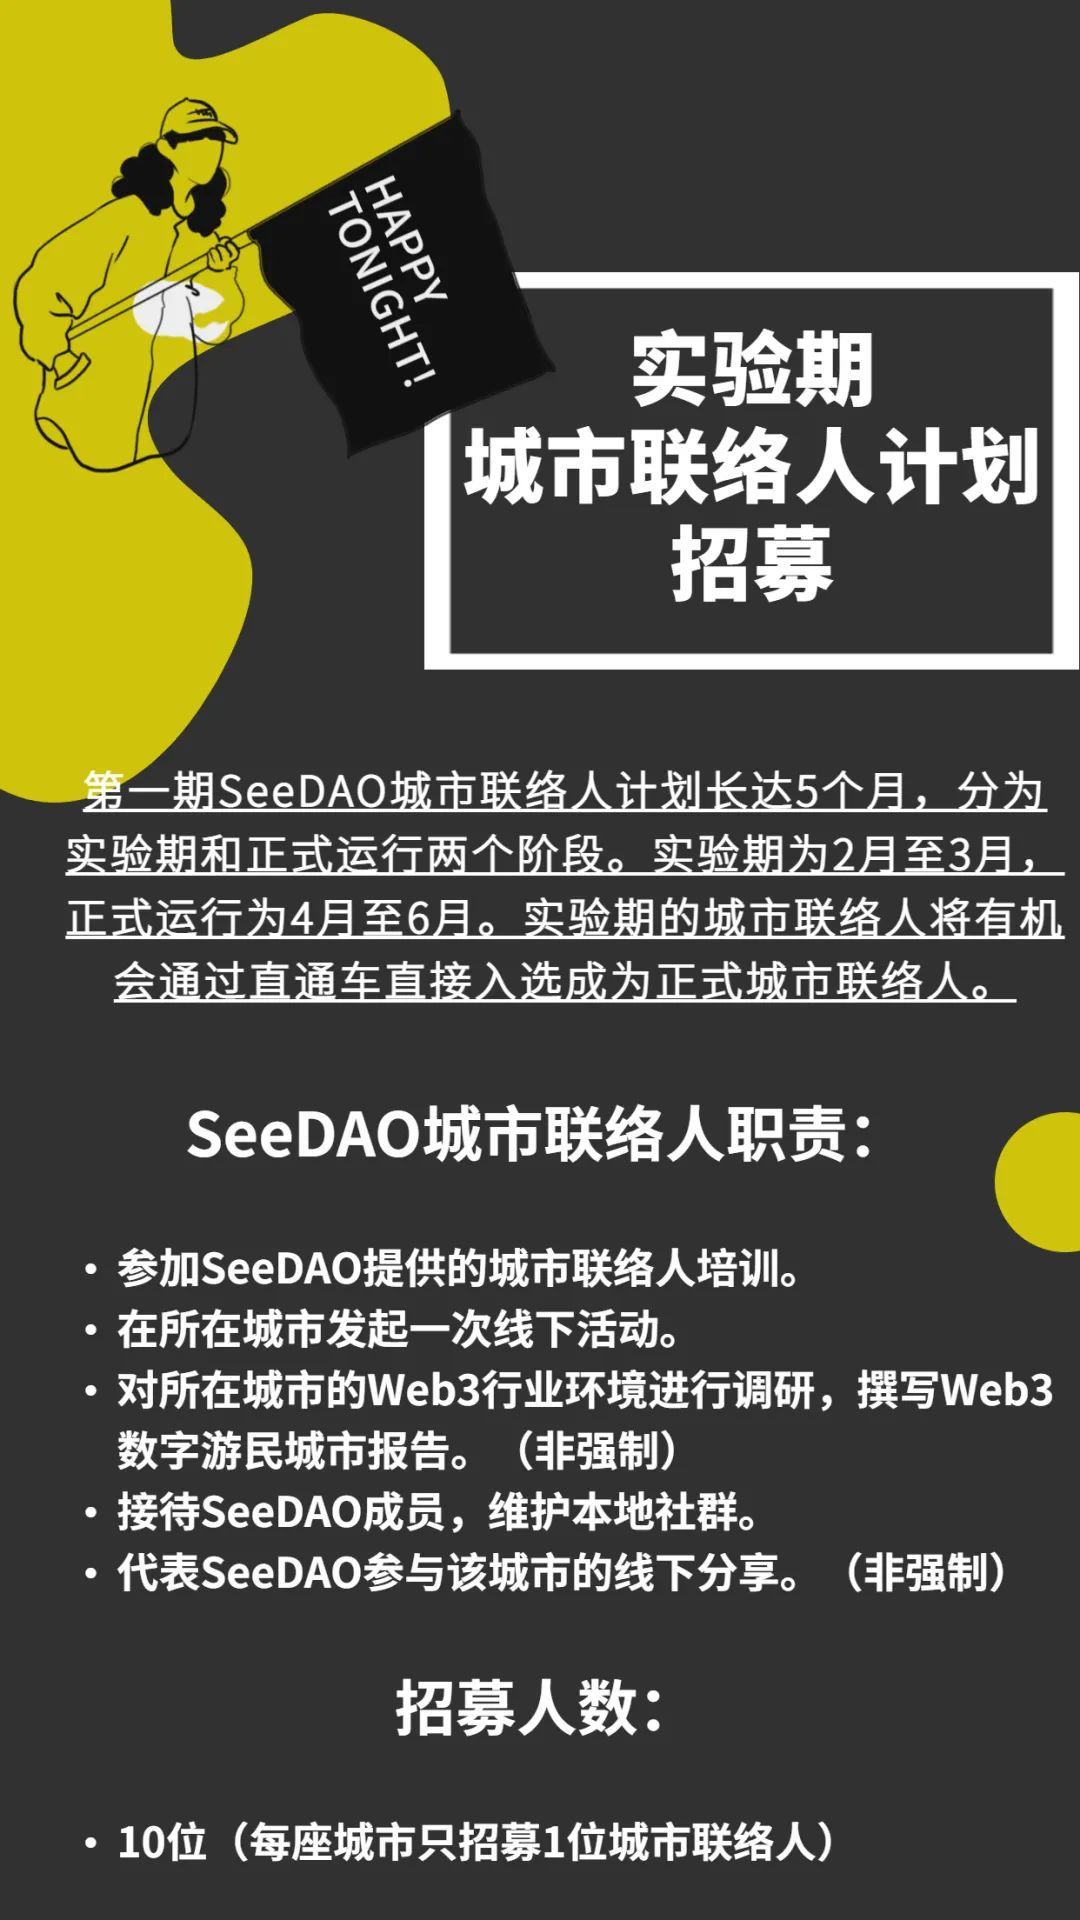 HAPPY
TONIGHT!
实验期
城市联络人计划
招募
第一期SeeDAO城市联络人计划长达5个月，分为
实验期和正式运行两个阶段。实验期为2月至3月，
正式运行为4月至6月。实验期的城市联络人将有机
会通过直通车直接入选成为正式城市联络人。
SeeDAO城市联络人职责：
• 参加SeeDAO提供的城市联络人培训。
• 在所在城市发起一次线下活动。
• 对所在城市的Web3行业环境进行调研，撰写Web3
数字游民城市报告。（非强制）
• 接待SeeDAO成员，维护本地社群。
• 代表SeeDAO参与该城市的线下分享。（非强制）
招募人数：
• 10位（每座城市只招募1位城市联络人）